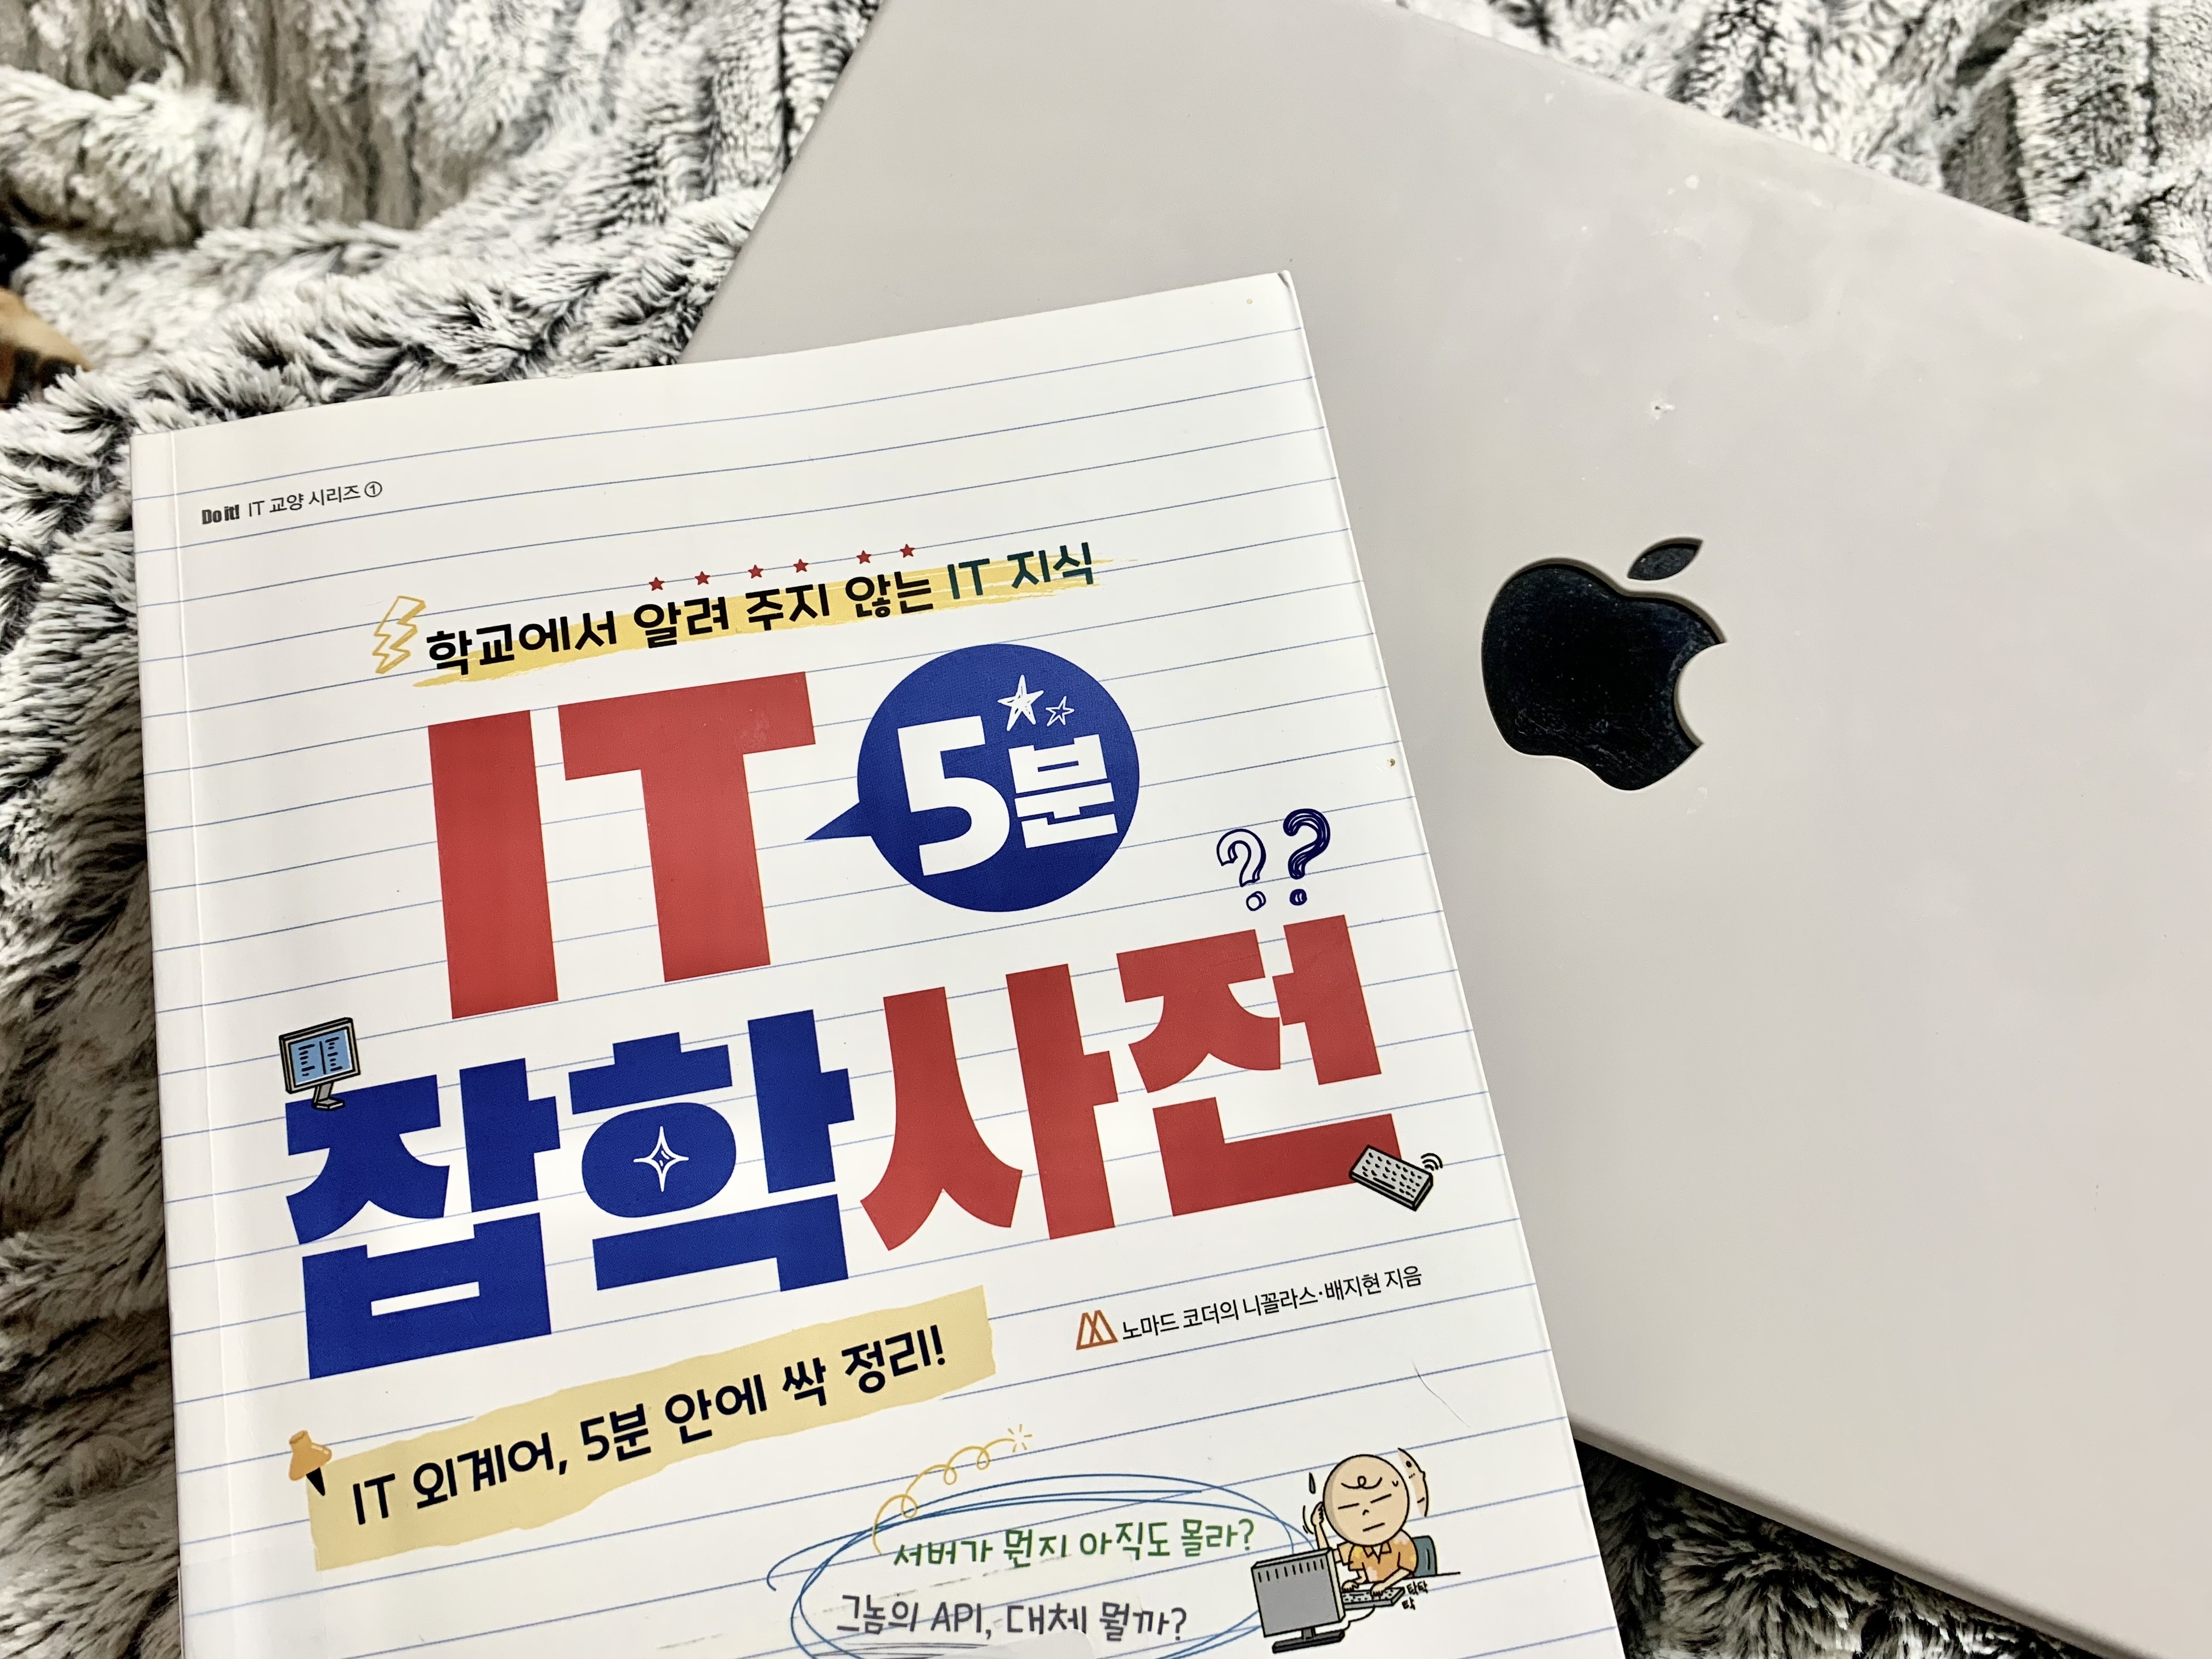 Do it! IT 교양 시리즈 ①
학교에서 알려 주지 않는 IT 지식
IT 5분
잡학사전
노마드 코더의 니꼴라스·배지현 지음
IT 외계어, 5분 안에 싹 정리!
서버가 뭔지 아직도 몰라?
그놈의 API, 대체 뭘까?
타탁
탁